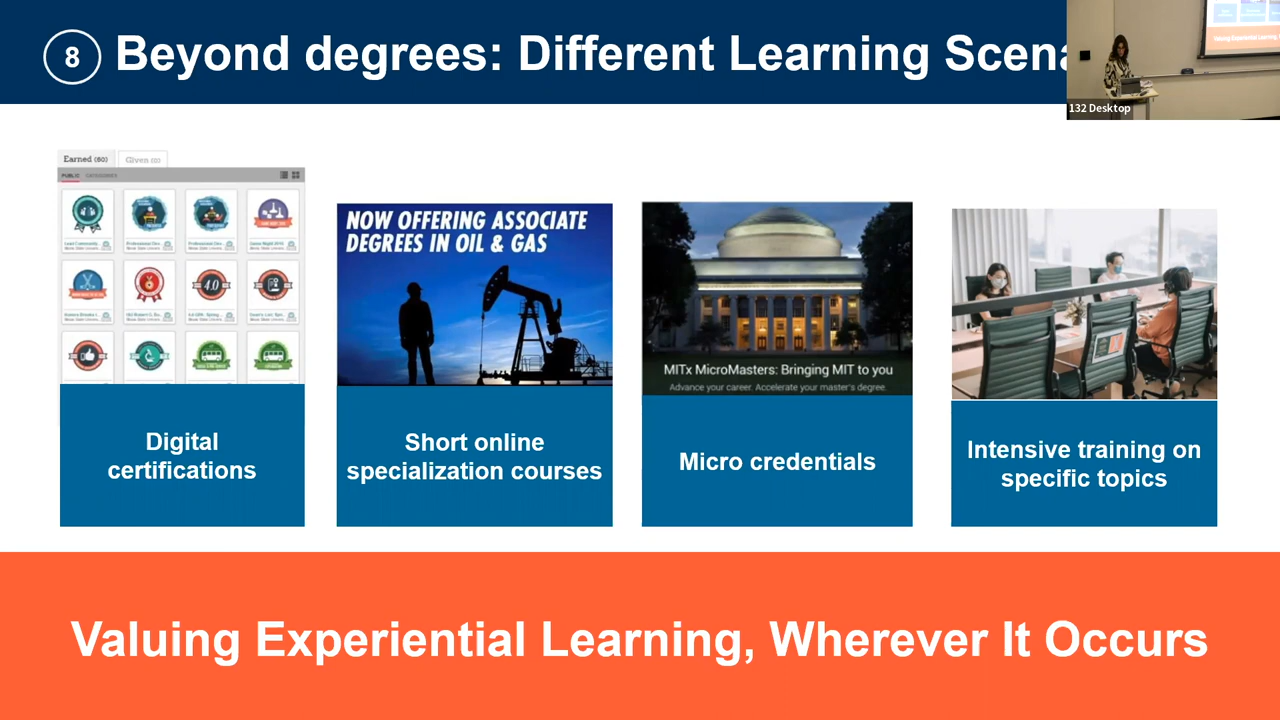 8
Beyond degrees: Different Learning Scena
132 Desktop
Earned (60)
Given (0)
PUBLIC
CATEGORIES
4.0
NOW OFFERING ASSOCIATE
DEGREES IN OIL & GAS
MITx MicroMasters: Bringing MIT to you
Advance your career. Accelerate your master's degree.
Digital
certifications
Short online
specialization courses
Micro credentials
Intensive training on
specific topics
Valuing Experiential Learning, Wherever It Occurs